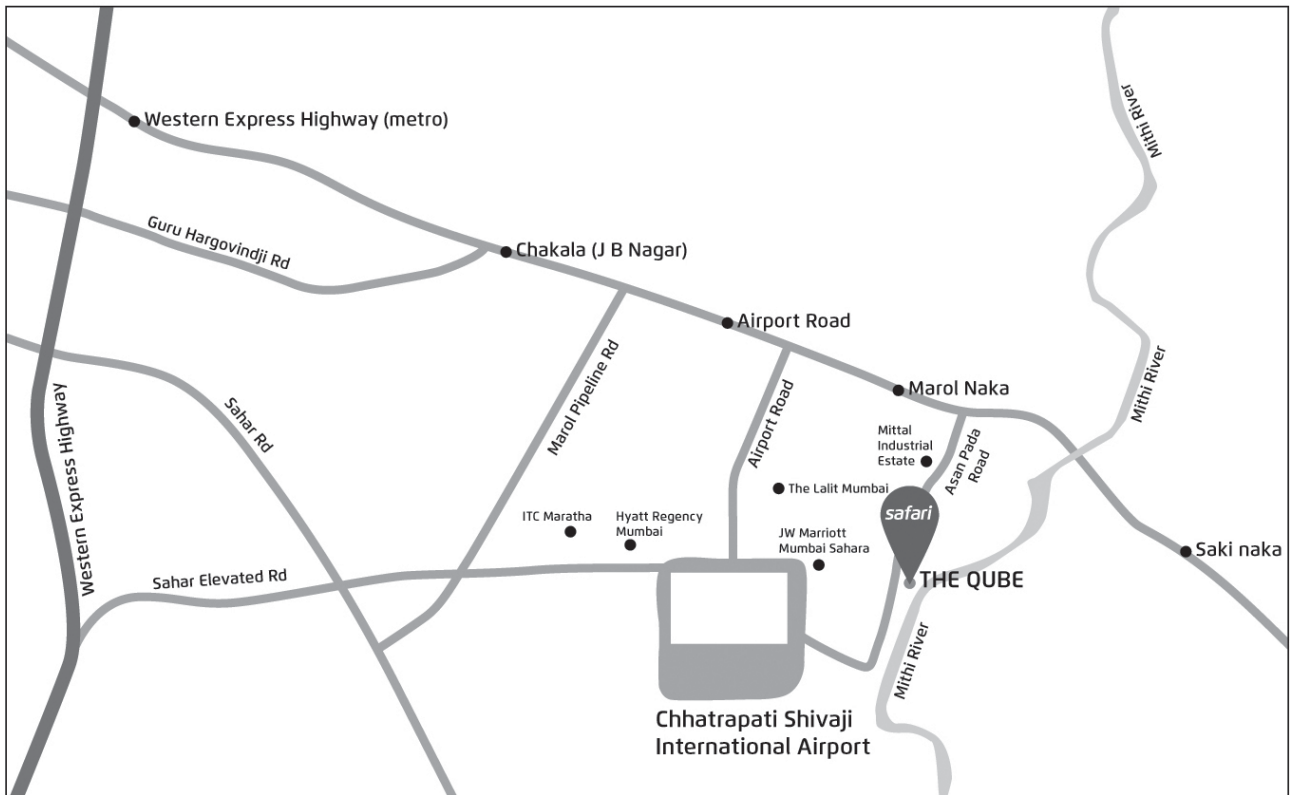 Mithi River
Western Express Highway (metro)
Guru Hargovindji Rd
Chakala (J B Nagar)
Airport Road
Mithi River
Marol Naka
Marol Pipeline Rd
Airport Road
Sahar Rd
Western Express Highway
Mittal
Industrial
Estate
Asan Pada
Road
The Lalit Mumbai
safari
ITC Maratha
Hyatt Regency
Mumbai
JW Marriott
Mumbai Sahara
Saki naka
Sahar Elevated Rd
THE QUBE
Mithi River
Chhatrapati Shivaji
International Airport